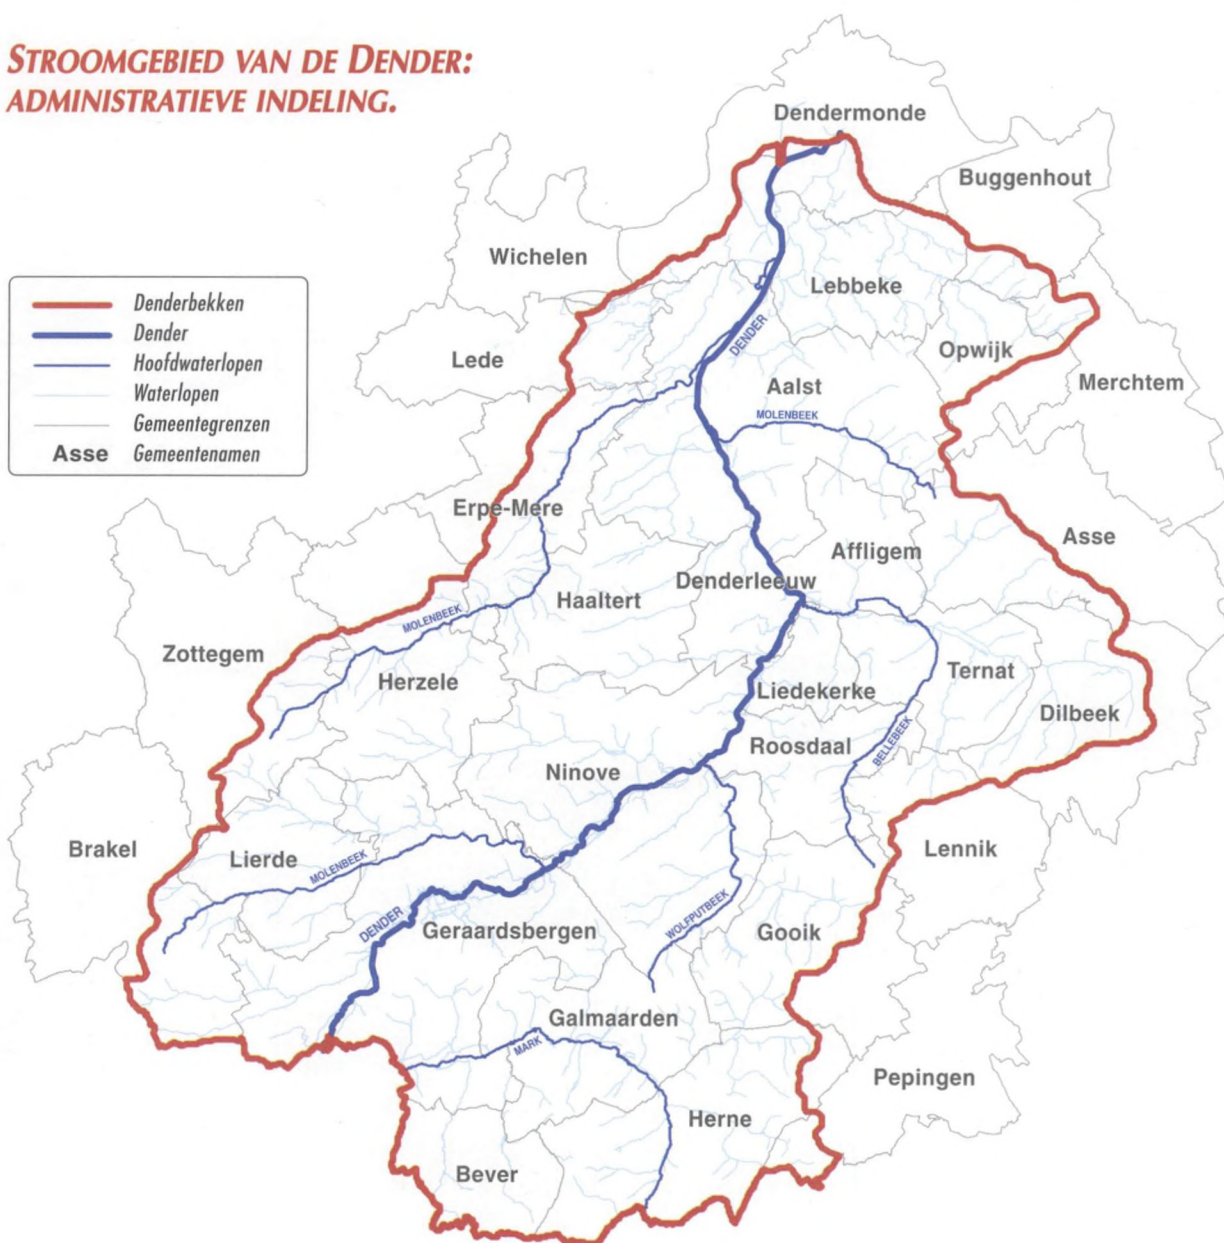 STROOMGEBIED VAN DE DENDER:
ADMINISTRATIEVE INDELING.
Denderbekken
Dender
Hoofdwaterlopen
Waterlopen
Gemeentegrenzen
Asse Gemeentenamen
Dendermonde
Buggenhout
Wichelen
Lebbeke
DENDER
Opwijk
Lede
Aalst
Merchtem
MOLENBEEK
Erpe-Mere
Asse
Affligem
Denderleeuw
Haaltert
MOLENBEEK
Zottegem
Herzele
Ternat
Liedekerke
Dilbeek
BELLEBEEK
Roosdaal
Ninove
Brakel
Lierde
MOLENBEEK
Lennik
DENDER
Geraardsbergen
WOLFPUTBEEK
Gooik
Galmaarden
MARK
Pepingen
Herne
Bever